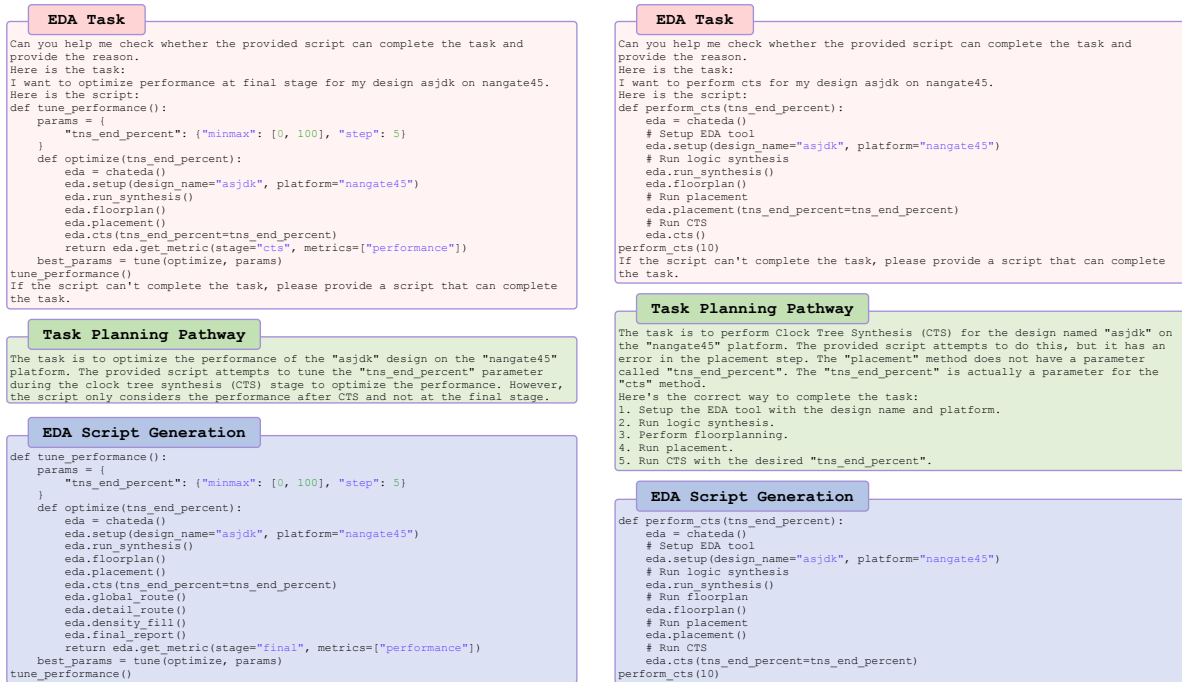 EDA Task
Can you help me check whether the provided script can complete the task and
provide the reason.
Here is the task:
I want to optimize performance at final stage for my design asjdk on nangate45.
Here is the script:
def tune_performance():
    params = {
        "tns_end_percent": {"minmax": [0, 100], "step": 5}
    }
    def optimize(tns_end_percent):
        eda = chateda()
        eda.setup(design_name="asjdk", platform="nangate45")
        eda.run_synthesis()
        eda.floorplan()
        eda.placement()
        eda.cts(tns_end_percent=tns_end_percent)
        return eda.get_metric(stage="cts", metrics=["performance"])
    best_params = tune(optimize, params)
tune_performance()
If the script can't complete the task, please provide a script that can complete
the task.
Task Planning Pathway
The task is to optimize the performance of the "asjdk" design on the "nangate45"
platform. The provided script attempts to tune the "tns_end_percent" parameter
during the clock tree synthesis (CTS) stage to optimize the performance. However,
the script only considers the performance after CTS and not at the final stage.
EDA Script Generation
def tune_performance():
    params = {
        "tns_end_percent": {"minmax": [0, 100], "step": 5}
    }
    def optimize(tns_end_percent):
        eda = chateda()
        eda.setup(design_name="asjdk", platform="nangate45")
        eda.run_synthesis()
        eda.floorplan()
        eda.placement()
        eda.cts(tns_end_percent=tns_end_percent)
        eda.global_route()
        eda.detail_route()
        eda.density_fill()
        eda.final_report()
        return eda.get_metric(stage="final", metrics=["performance"])
    best_params = tune(optimize, params)
tune_performance()
EDA Task
Can you help me check whether the provided script can complete the task and
provide the reason.
Here is the task:
I want to perform cts for my design asjdk on nangate45.
Here is the script:
def perform_cts(tns_end_percent):
    eda = chateda()
    # Setup EDA tool
    eda.setup(design_name="asjdk", platform="nangate45")
    # Run logic synthesis
    eda.run_synthesis()
    eda.floorplan()
    # Run placement
    eda.placement(tns_end_percent=tns_end_percent)
    # Run CTS
    eda.cts()
perform_cts(10)
If the script can't complete the task, please provide a script that can complete
the task.
Task Planning Pathway
The task is to perform Clock Tree Synthesis (CTS) for the design named "asjdk" on
the "nangate45" platform. The provided script attempts to do this, but it has an
error in the placement step. The "placement" method does not have a parameter
called "tns_end_percent". The "tns_end_percent" is actually a parameter for the
"cts" method.
Here's the correct way to complete the task:
1. Setup the EDA tool with the design name and platform.
2. Run logic synthesis.
3. Perform floorplanning.
4. Run placement.
5. Run CTS with the desired "tns_end_percent".
EDA Script Generation
def perform_cts(tns_end_percent):
    eda = chateda()
    # Setup EDA tool
    eda.setup(design_name="asjdk", platform="nangate45")
    # Run logic synthesis
    eda.run_synthesis()
    # Run floorplan
    eda.floorplan()
    # Run placement
    eda.placement()
    # Run CTS
    eda.cts(tns_end_percent=tns_end_percent)
perform_cts(10)